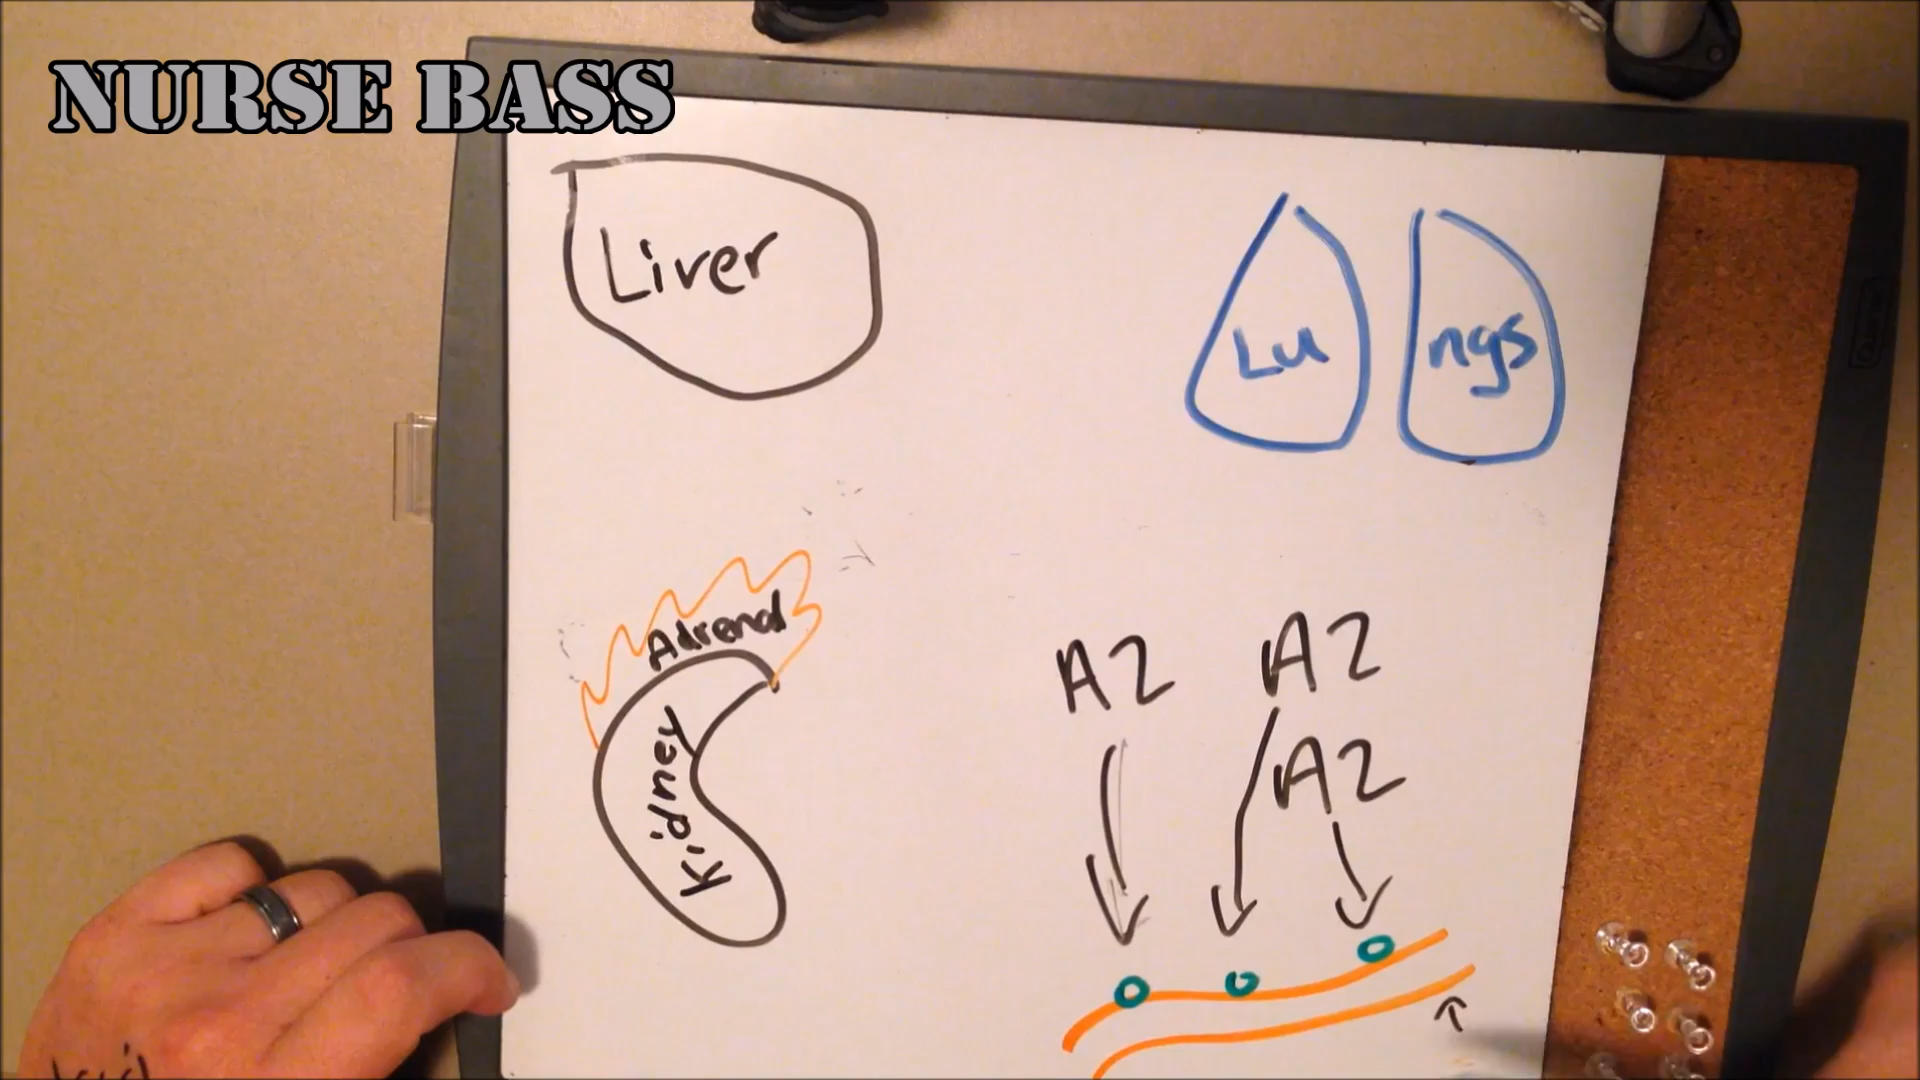 NURSE BASS
Liver
Lu ngs
Adrenal
Kidney
A2 A2
A2